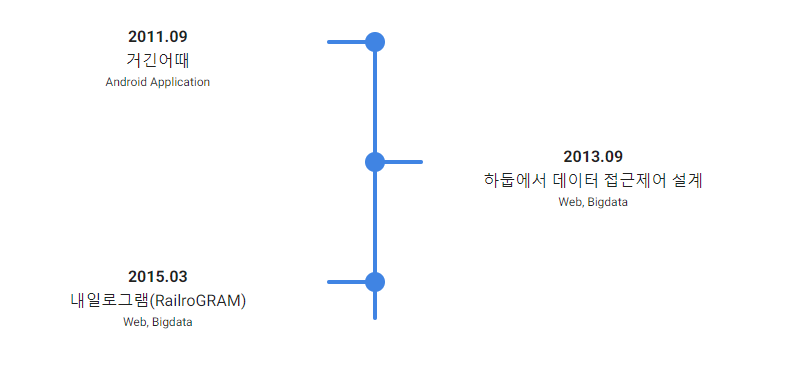 2011.09
거긴어때
Android Application
2013.09
하둡에서 데이터 접근제어 설계
Web, Bigdata
2015.03
내일로그램(RailroGRAM)
Web, Bigdata